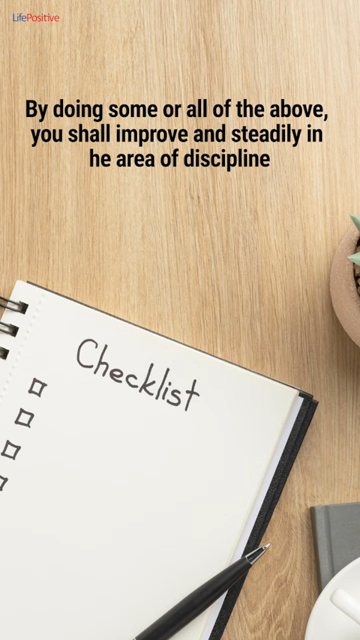 LifePositive
By doing some or all of the above,
you shall improve and steadily in
he area of discipline
Checklist